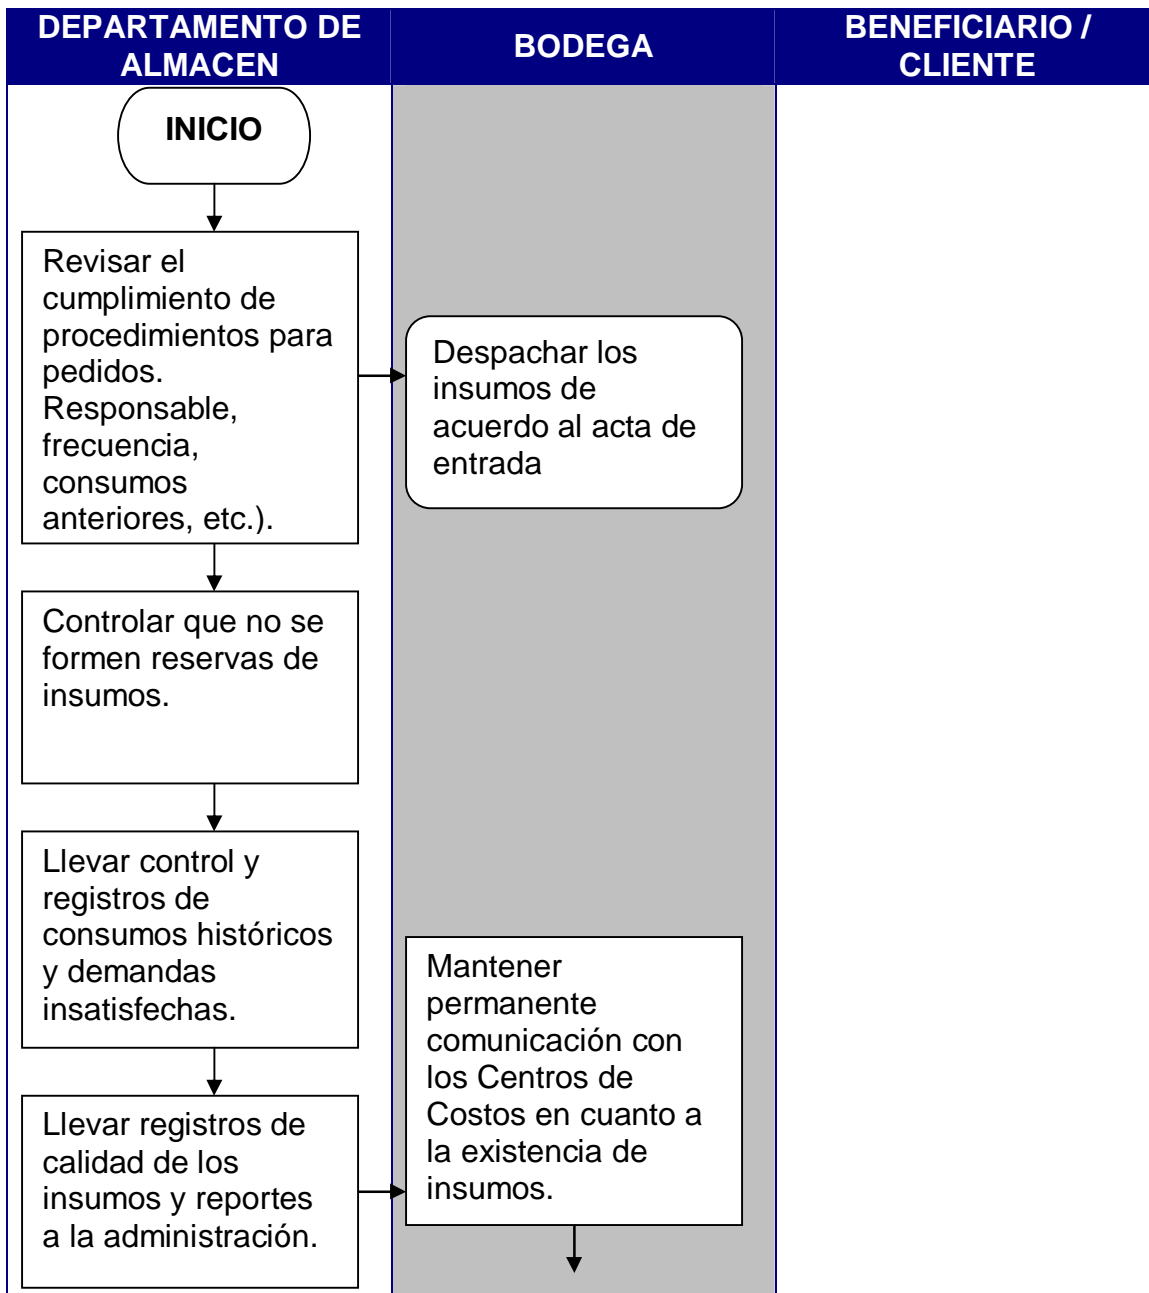 DEPARTAMENTO DE
ALMACEN
BODEGA
BENEFICIARIO /
CLIENTE
INICIO
Revisar el
cumplimiento de
procedimientos para
pedidos.
Responsable,
frecuencia,
consumos
anteriores, etc.).
Despachar los
insumos de
acuerdo al acta de
entrada
Controlar que no se
formen reservas de
insumos.
Llevar control y
registros de
consumos históricos
y demandas
insatisfechas.
Llevar registros de
calidad de los
insumos y reportes
a la administración.
Mantener
permanente
comunicación con
los Centros de
Costos en cuanto a
la existencia de
insumos.